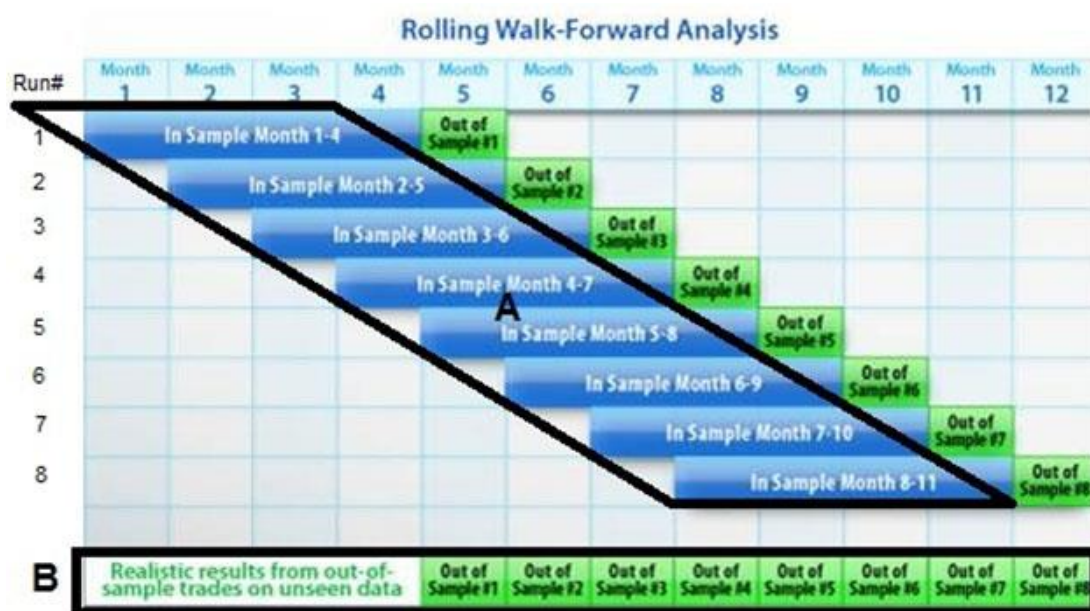 Rolling Walk-Forward Analysis
Run#
Month Month Month Month Month Month Month Month Month Month Month Month
1 2 3 4 5 6 7 8 9 10 11 12
1
In Sample Month 1-4
Out of
Sample #1
2
In Sample Month 2-5
Out of
Sample #2
3
In Sample Month 3-6
Out of
Sample #3
4
In Sample Month 4-7
Out of
Sample #4
A
5
In Sample Month 5-8
Out of
Sample #5
6
In Sample Month 6-9
Out of
Sample #6
7
In Sample Month 7-10
Out of
Sample #7
8
In Sample Month 8-11
Out of
Sample #8
B
Realistic results from out-of-
sample trades on unseen data
Out of
Sample #1
Out of
Sample #2
Out of
Sample #3
Out of
Sample #4
Out of
Sample #5
Out of
Sample #6
Out of
Sample #7
Out of
Sample #8